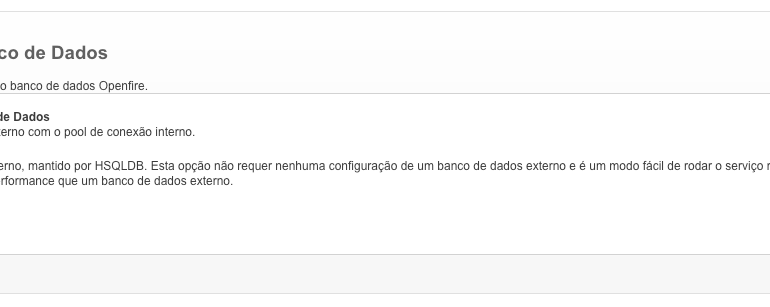 co de Dados
o banco de dados Openfire.
de Dados
terno com o pool de conexão interno.
erno, mantido por HSQLDB. Esta opção não requer nenhuma configuração de um banco de dados externo e é um modo fácil de rodar o serviço
rformance que um banco de dados externo.